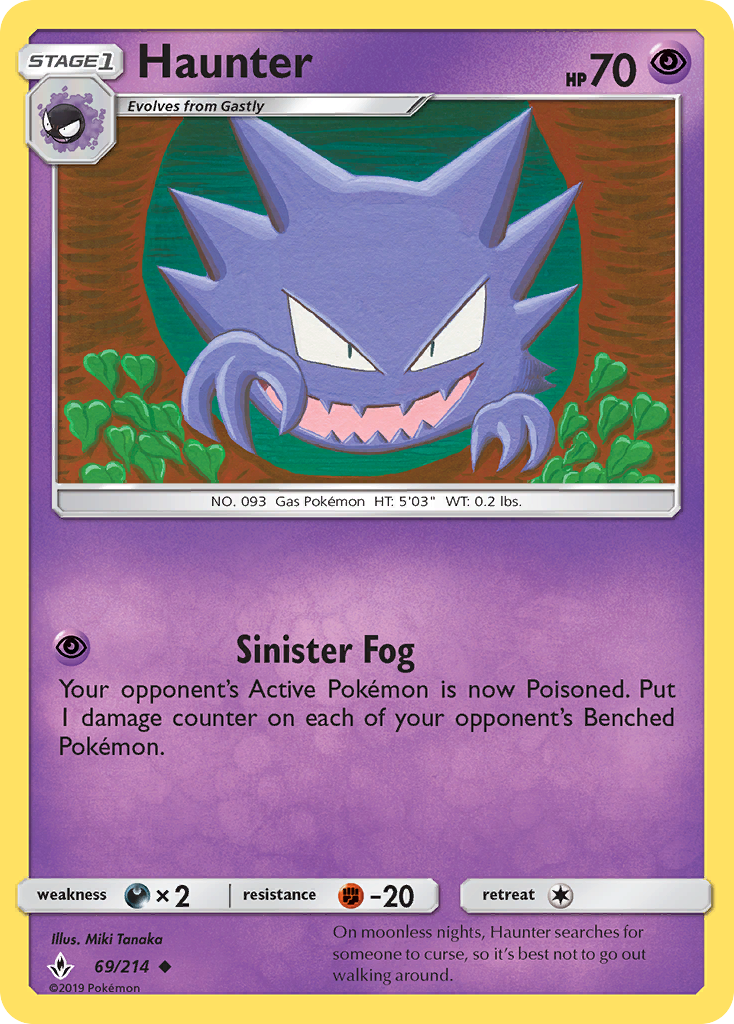 STAGE1 Haunter HP70
Evolves from Gastly
NO. 093 Gas Pokémon HT: 5'03" WT: 0.2 lbs.
Sinister Fog
Your opponent's Active Pokémon is now Poisoned. Put
1 damage counter on each of your opponent's Benched
Pokémon.
weakness ×2 resistance -20 retreat
Illus. Miki Tanaka
69/214
©2019 Pokémon
On moonless nights, Haunter searches for
someone to curse, so it's best not to go out
walking around.